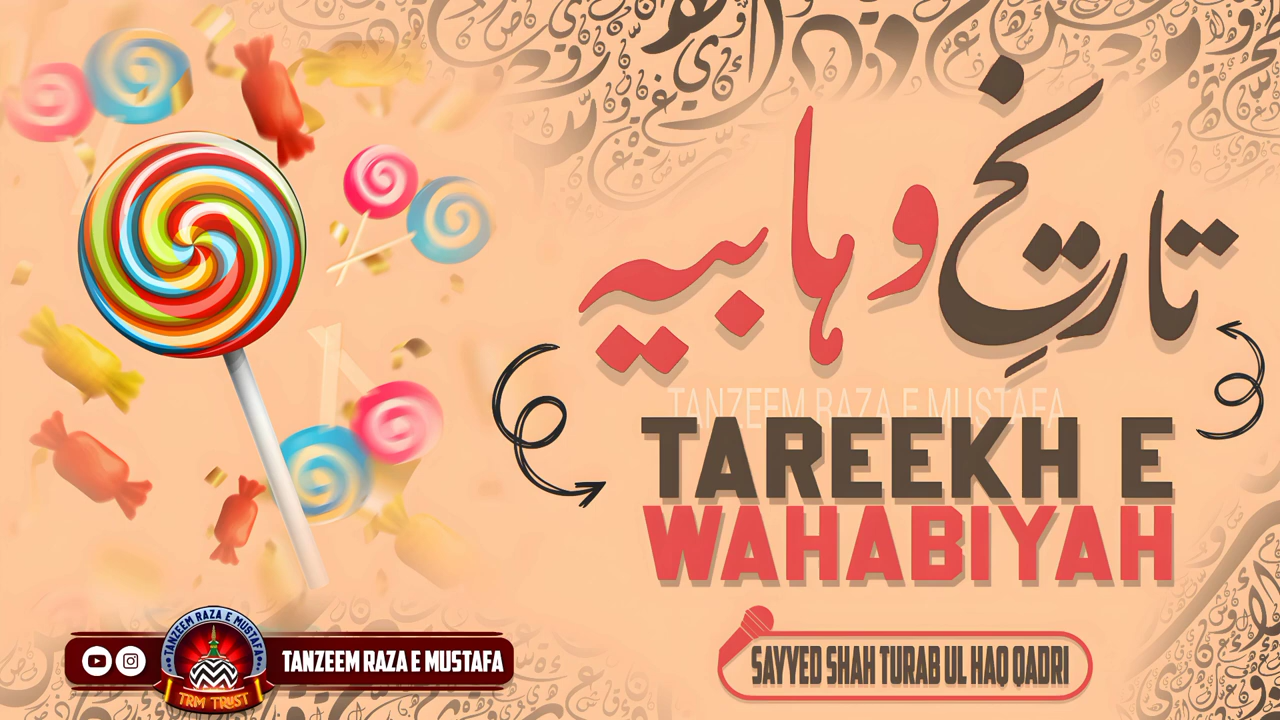 تاریخ وہابیہ
TANZEEM RAZA E MUSTAFA
TAREEKH E
WAHABIYAH
SAYYED SHAH TURAB UL HAQ QADRI
TANZEEM RAZA E MUSTAFA
TRM TRUST
TANZEEM RAZA E MUSTAFA